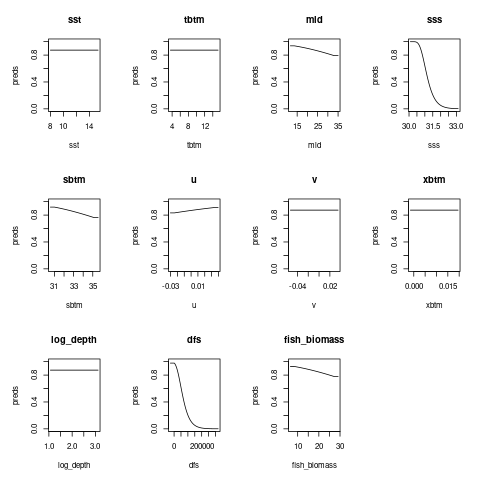 sst
preds
0.0 0.4 0.8
8 10 14
sst
tbtm
preds
0.0 0.4 0.8
4 6 8 12
tbtm
mld
preds
0.0 0.4 0.8
15 25 35
mld
sss
preds
0.0 0.4 0.8
30.0 31.5 33.0
sss
sbtm
preds
0.0 0.4 0.8
31 33 35
sbtm
u
preds
0.0 0.4 0.8
-0.03 0.01
u
v
preds
0.0 0.4 0.8
-0.04 0.02
v
xbtm
preds
0.0 0.4 0.8
0.000 0.015
xbtm
log_depth
preds
0.0 0.4 0.8
1.0 2.0 3.0
log_depth
dfs
preds
0.0 0.4 0.8
0 200000
dfs
fish_biomass
preds
0.0 0.4 0.8
10 20 30
fish_biomass